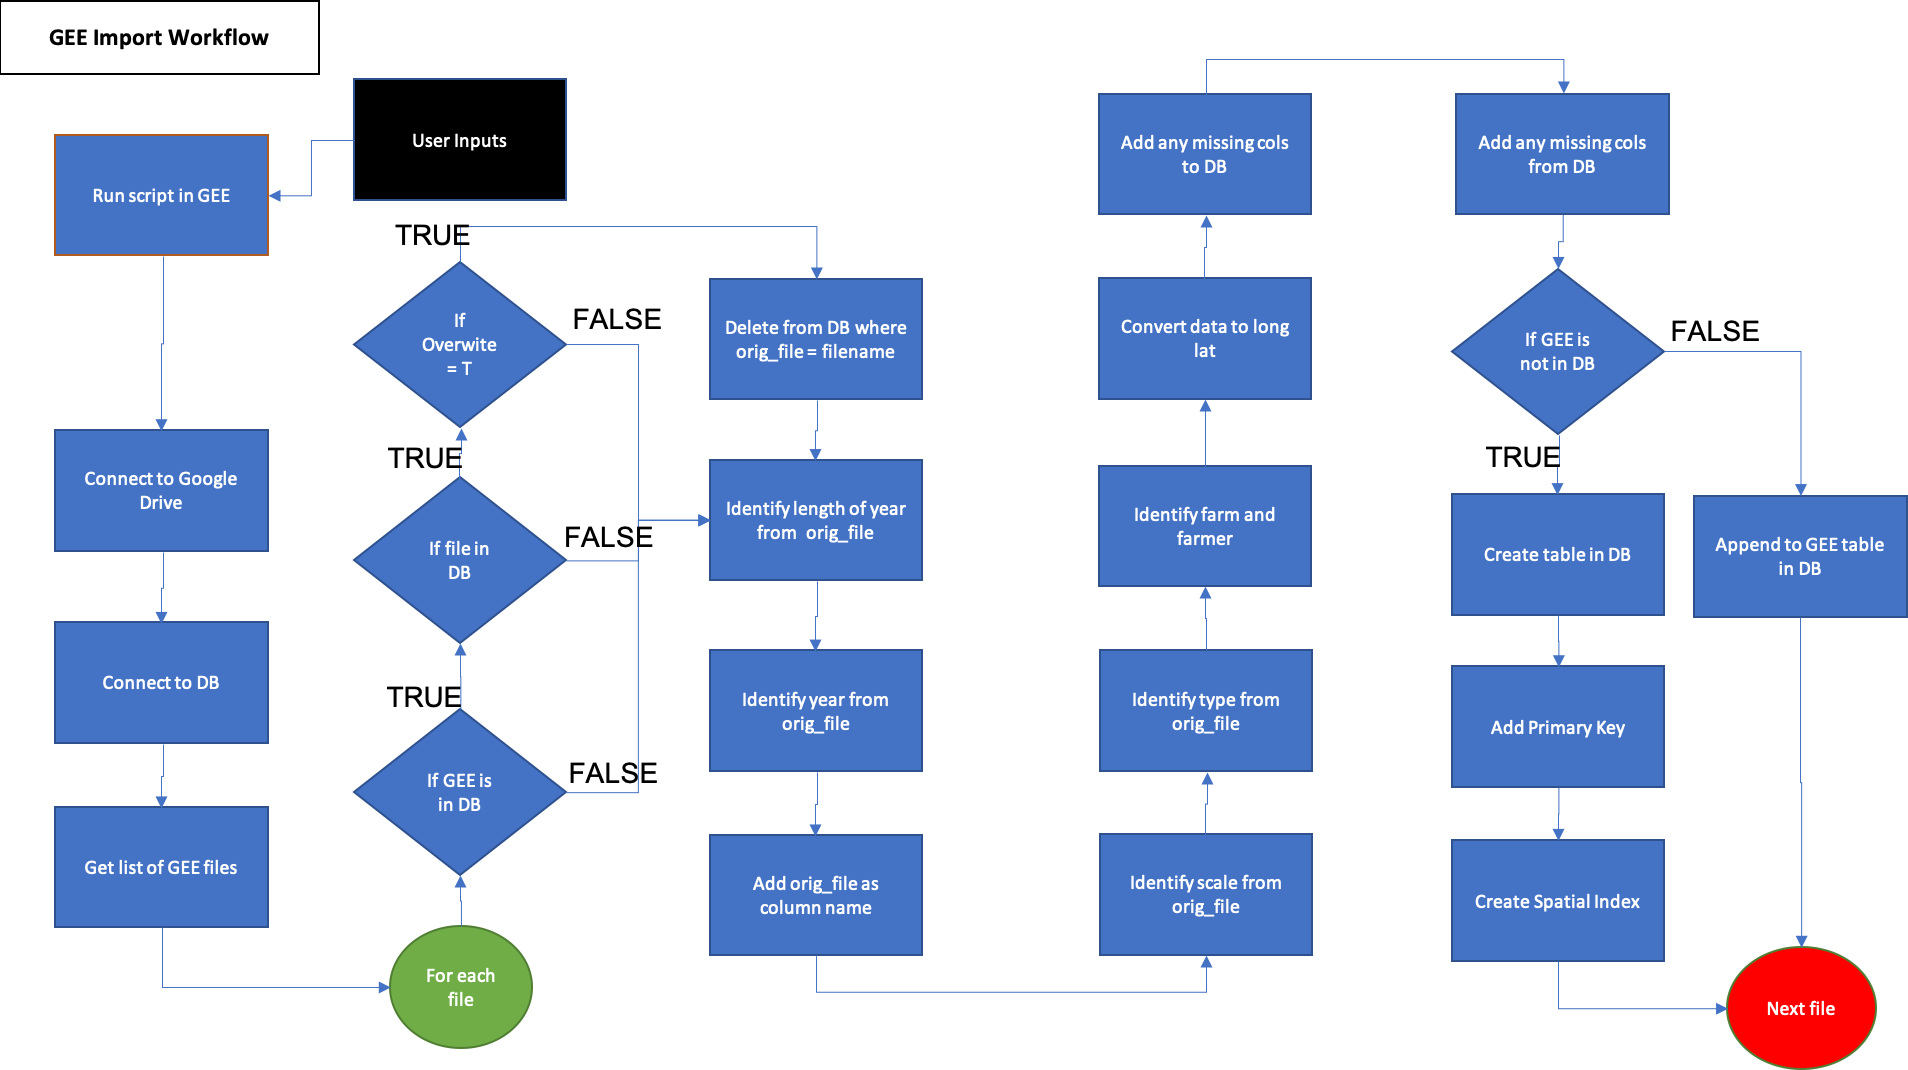 GEE Import Workflow
User Inputs
Run script in GEE
Connect to Google
Drive
Connect to DB
Get list of GEE files
For each
file
If GEE is
in DB
TRUE
FALSE
If file in
DB
TRUE
FALSE
If
Overwite
= T
TRUE
FALSE
Delete from DB where
orig_file = filename
Identify length of year
from orig_file
Identify year from
orig_file
Add orig_file as
column name
Identify scale from
orig_file
Identify type from
orig_file
Identify farm and
farmer
Convert data to long
lat
Add any missing cols
to DB
Add any missing cols
from DB
If GEE is
not in DB
TRUE
FALSE
Create table in DB
Add Primary Key
Create Spatial Index
Append to GEE table
in DB
Next file